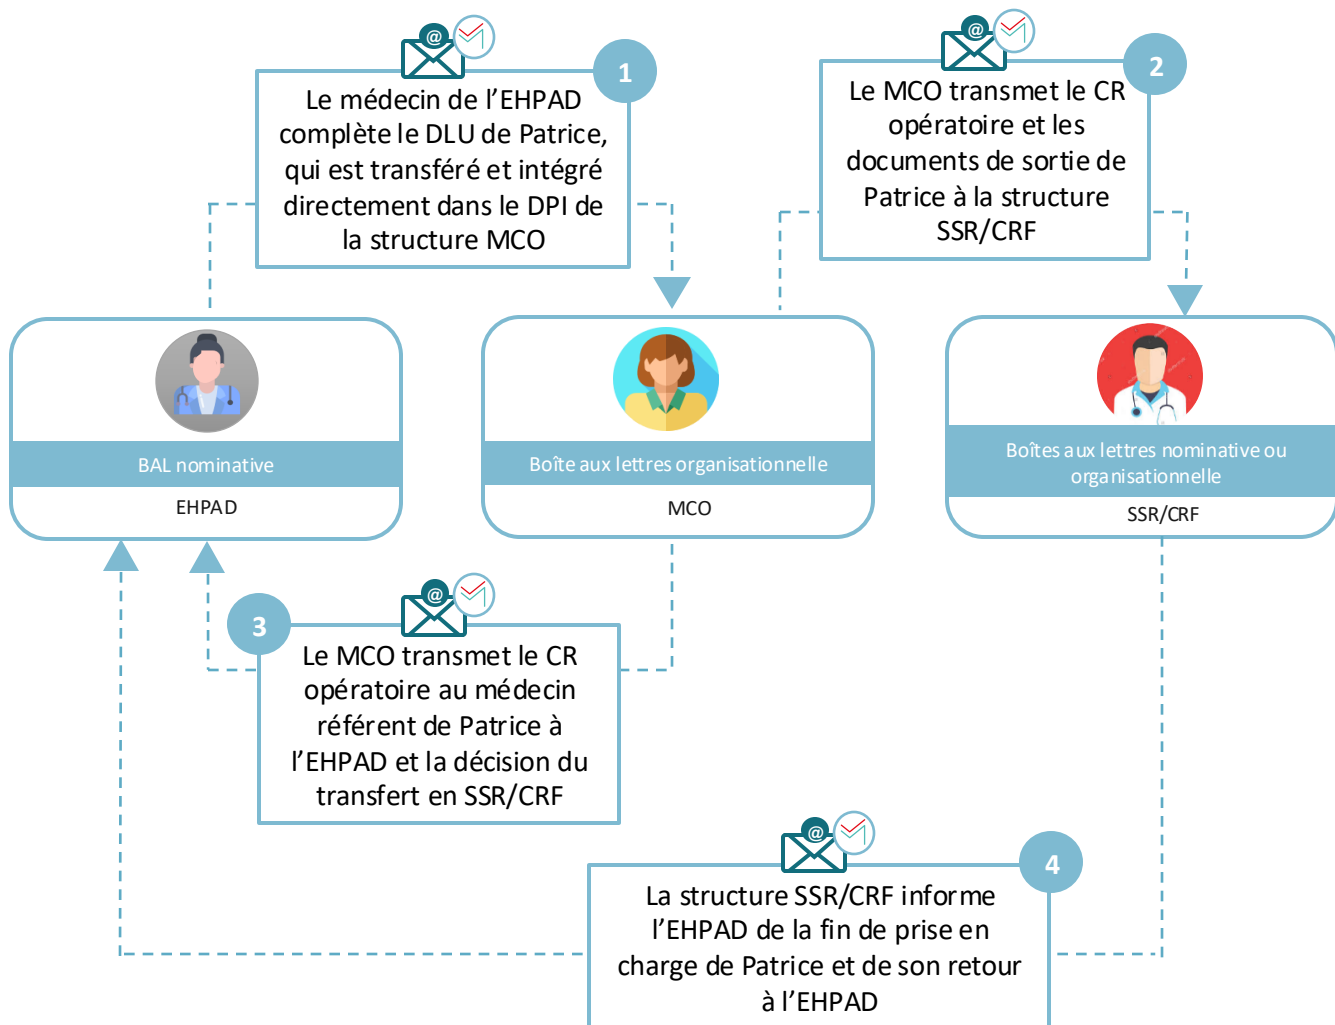 @
1
Le médecin de l’EHPAD
complète le DLU de Patrice,
qui est transféré et intégré
directement dans le DPI de
la structure MCO
@
2
Le MCO transmet le CR
opératoire et les
documents de sortie de
Patrice à la structure
SSR/CRF
BAL nominative
EHPAD
Boîte aux lettres organisationnelle
MCO
Boîtes aux lettres nominative ou
organisationnelle
SSR/CRF
@
3
Le MCO transmet le CR
opératoire au médecin
référent de Patrice à
l’EHPAD et la décision du
transfert en SSR/CRF
@
4
La structure SSR/CRF informe
l’EHPAD de la fin de prise en
charge de Patrice et de son retour
à l’EHPAD